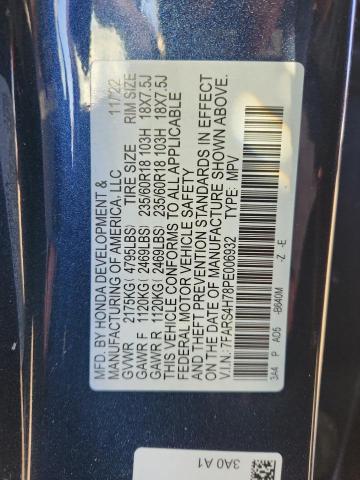 MFD. BY HONDA DEVELOPMENT &
MANUFACTURING OF AMERICA, LLC 11/22
GVWR 2175KG( 4795LBS) TIRE SIZE RIM SIZE
GAWR F 1120KG( 2469LBS) 235/60R18 103H 18X7.5J
GAWR R 1120KG( 2469LBS) 235/60R18 103H 18X7.5J
THIS VEHICLE CONFORMS TO ALL APPLICABLE
FEDERAL MOTOR VEHICLE SAFETY AND
THEFT PREVENTION STANDARDS IN EFFECT
ON THE DATE OF MANUFACTURE SHOWN ABOVE.
V.I.N: 7FARS4H78PE006932 TYPE: MPV
3A4 P AC6 -B640M -Z -E
3A0 A1